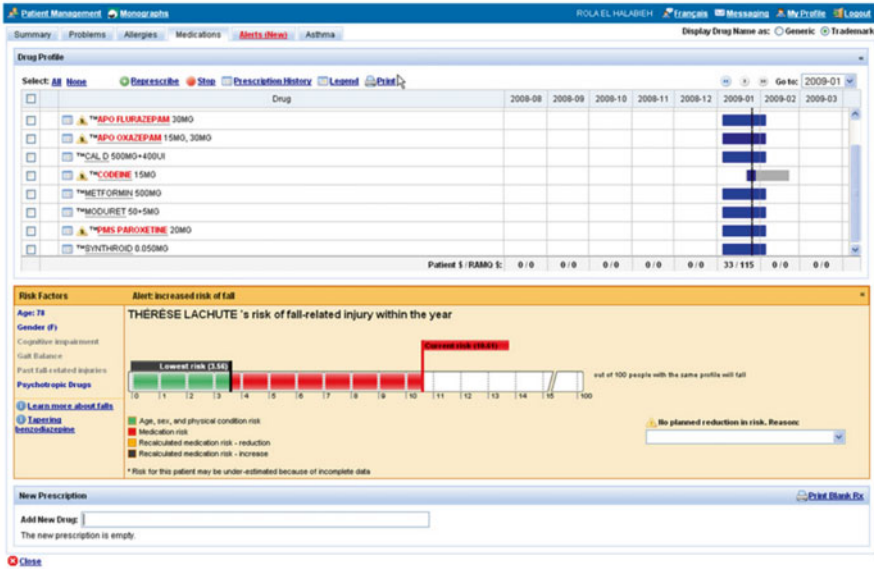 Patient Management Monographs ROLA EL HALABIEH Français Messaging My Profile Logout
Summary Problems Allergies Medications Alerts (New) Asthma Display Drug Name as: Generic Trademark
Drug Profile
Select: All None Represcribe Stop Prescription History Legend Print Go to: 2009-01
Drug 2008-08 2008-09 2008-10 2008-11 2008-12 2009-01 2009-02 2009-03
™APO FLURAZEPAM 30MG
™APO OXAZEPAM 15MG, 30MG
™CAL D 500MG+400UI
™CODEINE 15MG
™METFORMIN 500MG
™MODURET 50+5MG
™PMS PAROXETINE 20MG
™SYNTHROID 0.050MG
Patient $ / RAMQ $: 0 / 0 0 / 0 0 / 0 0 / 0 0 / 0 33 / 115 0 / 0 0 / 0
Risk Factors Alert: increased risk of fall
Age: 78
Gender (F)
Cognitive impairment
Gait Balance
Past fall related injuries
Psychotropic Drugs
Learn more about falls
Tapering
benzodiazepine
THÉRÈSE LACHUTE 's risk of fall-related injury within the year
Current risk
Lowest risk (3.56)
out of 100 people with the same profile will fall
0 1 2 3 4 5 6 7 8 9 10 11 12 13 14 15 100
Age, sex, and physical condition risk
Medication risk
Recalculated medication risk - reduction
Recalculated medication risk - increase
* Risk for this patient may be under-estimated because of incomplete data
No planned reduction in risk. Reason:
New Prescription Print Blank Rx
Add New Drug:
The new prescription is empty.
Close